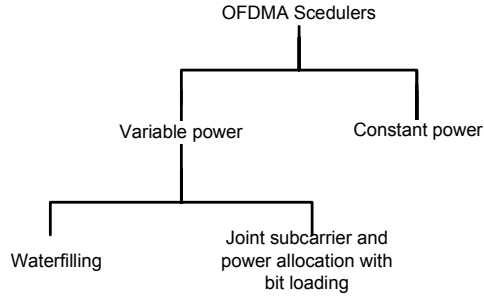 OFDMA Scedulers
Variable power
Constant power
Waterfilling
Joint subcarrier and
power allocation with
bit loading